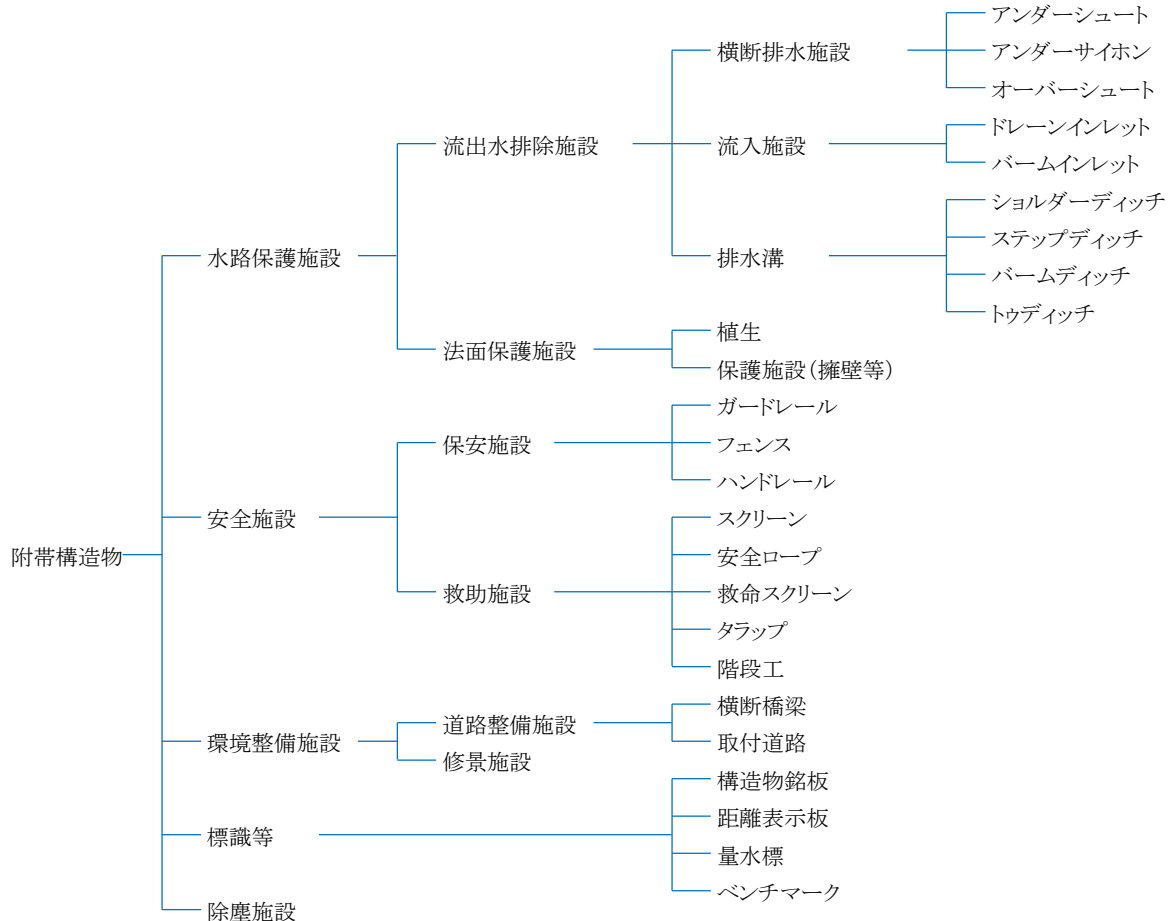 附帯構造物
水路保護施設
流出水排除施設
横断排水施設
アンダーシュート
アンダーサイホン
オーバーシュート
流入施設
ドレーンインレット
バームインレット
排水溝
ショルダーディッチ
ステップディッチ
バームディッチ
トゥディッチ
法面保護施設
植生
保護施設(擁壁等)
安全施設
保安施設
ガードレール
フェンス
ハンドレール
救助施設
スクリーン
安全ロープ
救命スクリーン
タラップ
階段工
環境整備施設
道路整備施設
横断橋梁
取付道路
修景施設
標識等
構造物銘板
距離表示板
量水標
ベンチマーク
除塵施設